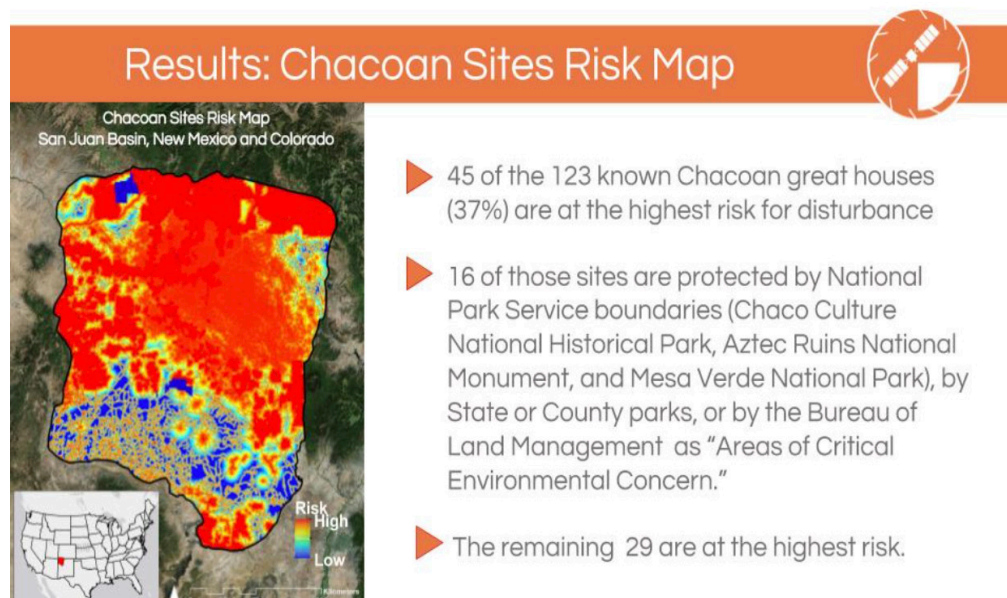 Results: Chacoan Sites Risk Map
Chacoan Sites Risk Map
San Juan Basin, New Mexico and Colorado
Risk
High
Low
Kilometers
45 of the 123 known Chacoan great houses
(37%) are at the highest risk for disturbance
16 of those sites are protected by National
Park Service boundaries (Chaco Culture
National Historical Park, Aztec Ruins National
Monument, and Mesa Verde National Park), by
State or County parks, or by the Bureau of
Land Management as “Areas of Critical
Environmental Concern.”
The remaining 29 are at the highest risk.